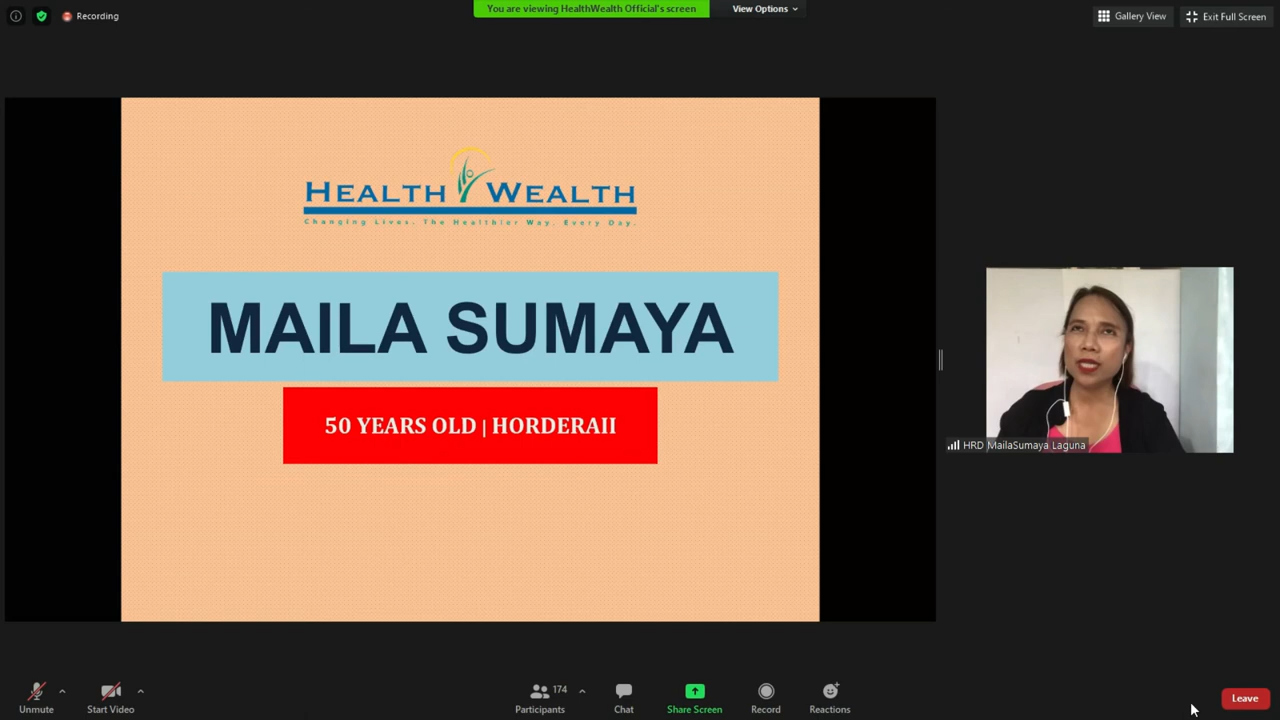 Recording
You are viewing HealthWealth Official's screen
View Options
Gallery View
Exit Full Screen
HEALTH WEALTH
Changing Lives. The Healthier Way. Every Day.
MAILA SUMAYA
50 YEARS OLD | HORDERAII
HRD MailaSumaya Laguna
Unmute
Start Video
174
Participants
Chat
Share Screen
Record
Reactions
Leave